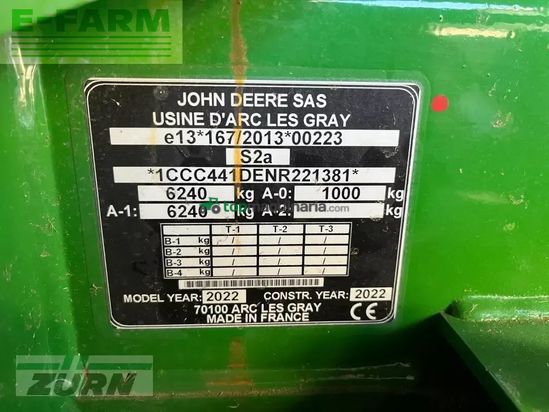 E-FARM
JOHN DEERE SAS
USINE D'ARC LES GRAY
e13*167/2013*00223
S2a
*1CCC441DENR221381*
6240 kg A-0: 1000 kg
A-1: 6240 kg A-2: kg
T-1 T-2 T-3
B-1 kg / / /
B-2 kg / / /
B-3 kg / / /
B-4 kg / / /
MODEL YEAR: 2022 CONSTR. YEAR: 2022
70100 ARC LES GRAY
MADE IN FRANCE
CE
ZÜRN